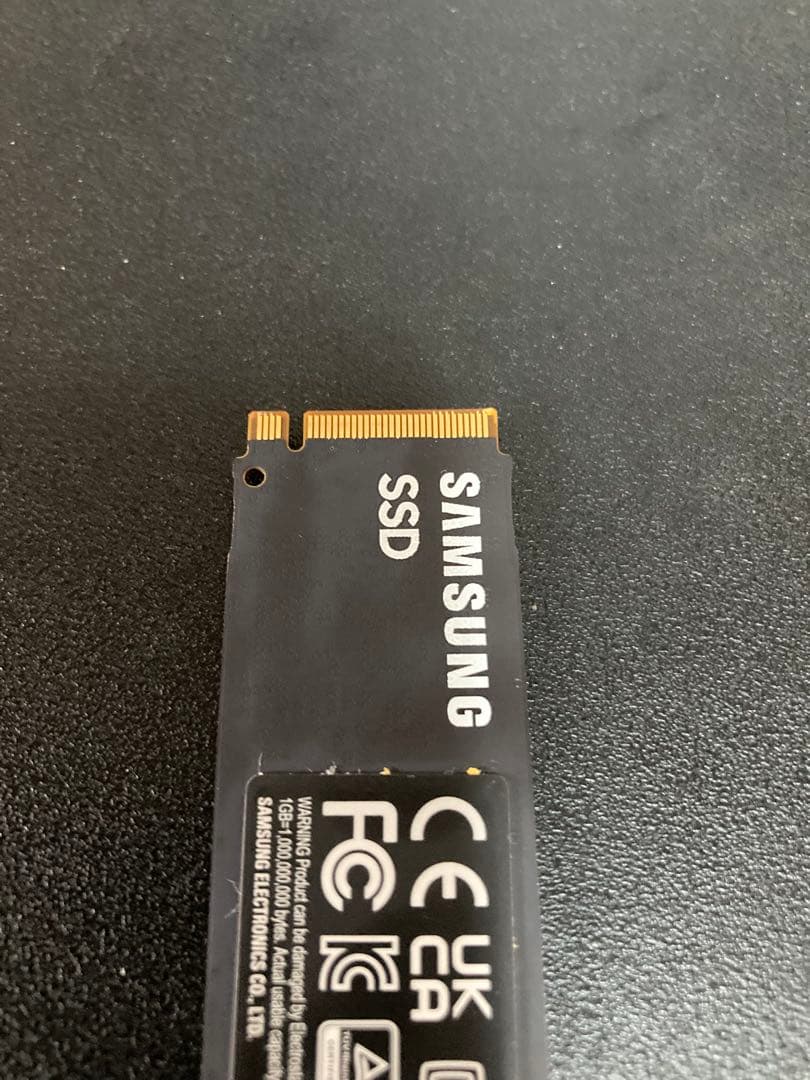 SAMSUNG
SSD
CE UK
CA
FC
WARNING Product can be damaged by
1GB=1,000,000,000 bytes. Actual usable capacity
SAMSUNG ELECTRONICS CO., LTD.